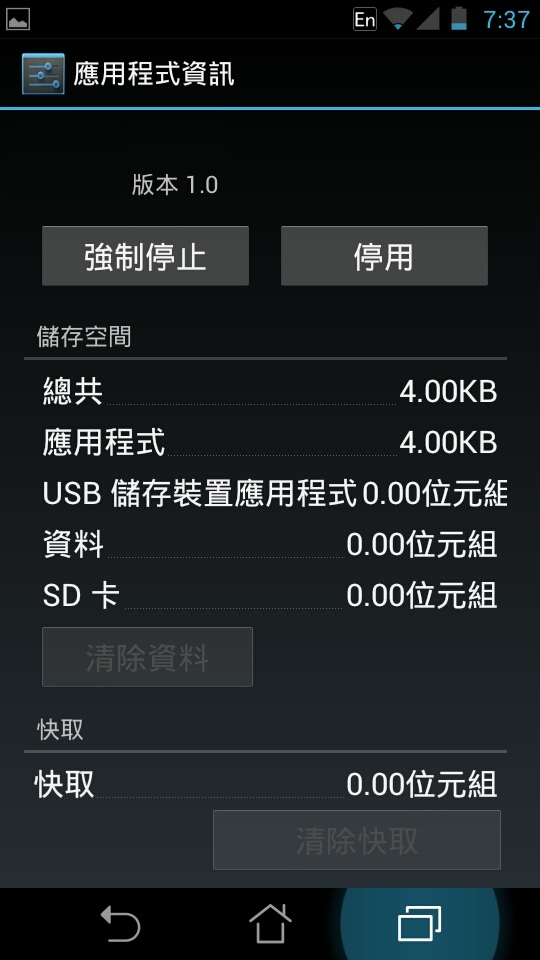 En 7:37
應用程式資訊
版本 1.0
強制停止 停用
儲存空間
總共 4.00KB
應用程式 4.00KB
USB 儲存裝置應用程式 0.00位元組
資料 0.00位元組
SD 卡 0.00位元組
清除資料
快取
快取 0.00位元組
清除快取